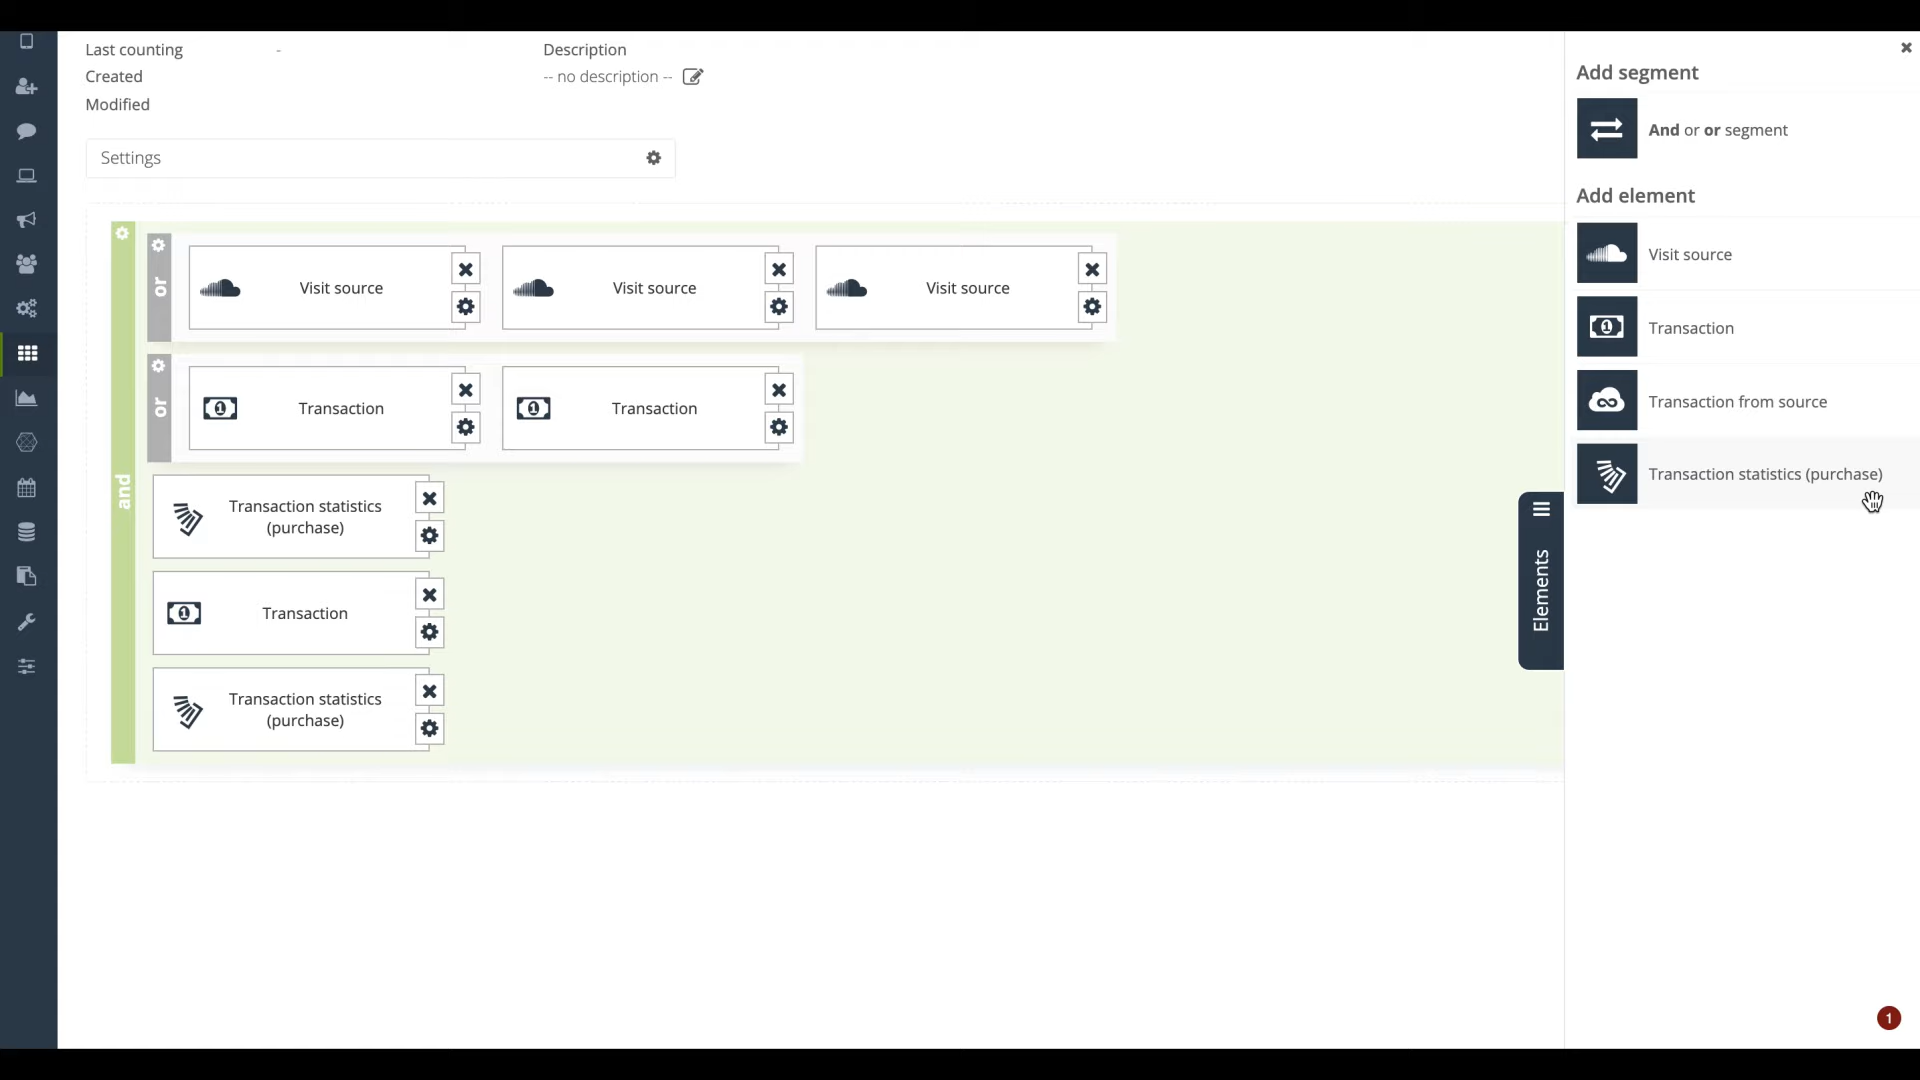 Last counting -
Description
Created
-- no description --
Modified
Settings
and
or
Visit source
Visit source
Visit source
or
Transaction
Transaction
Transaction statistics
(purchase)
Transaction
Transaction statistics
(purchase)
Elements
Add segment
And or or segment
Add element
Visit source
Transaction
Transaction from source
Transaction statistics (purchase)
1